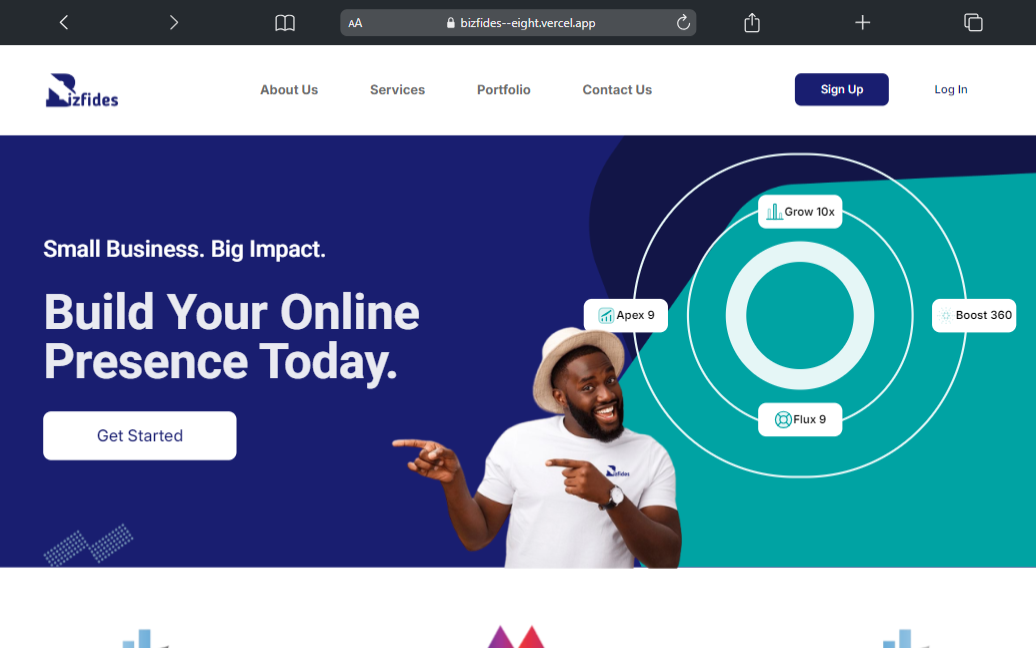 AA bizfides--eight.vercel.app
Bizfides
About Us Services Portfolio Contact Us Sign Up Log In
Small Business. Big Impact.
Build Your Online
Presence Today.
Get Started
Grow 10x
Apex 9
Boost 360
Flux 9
Bizfides